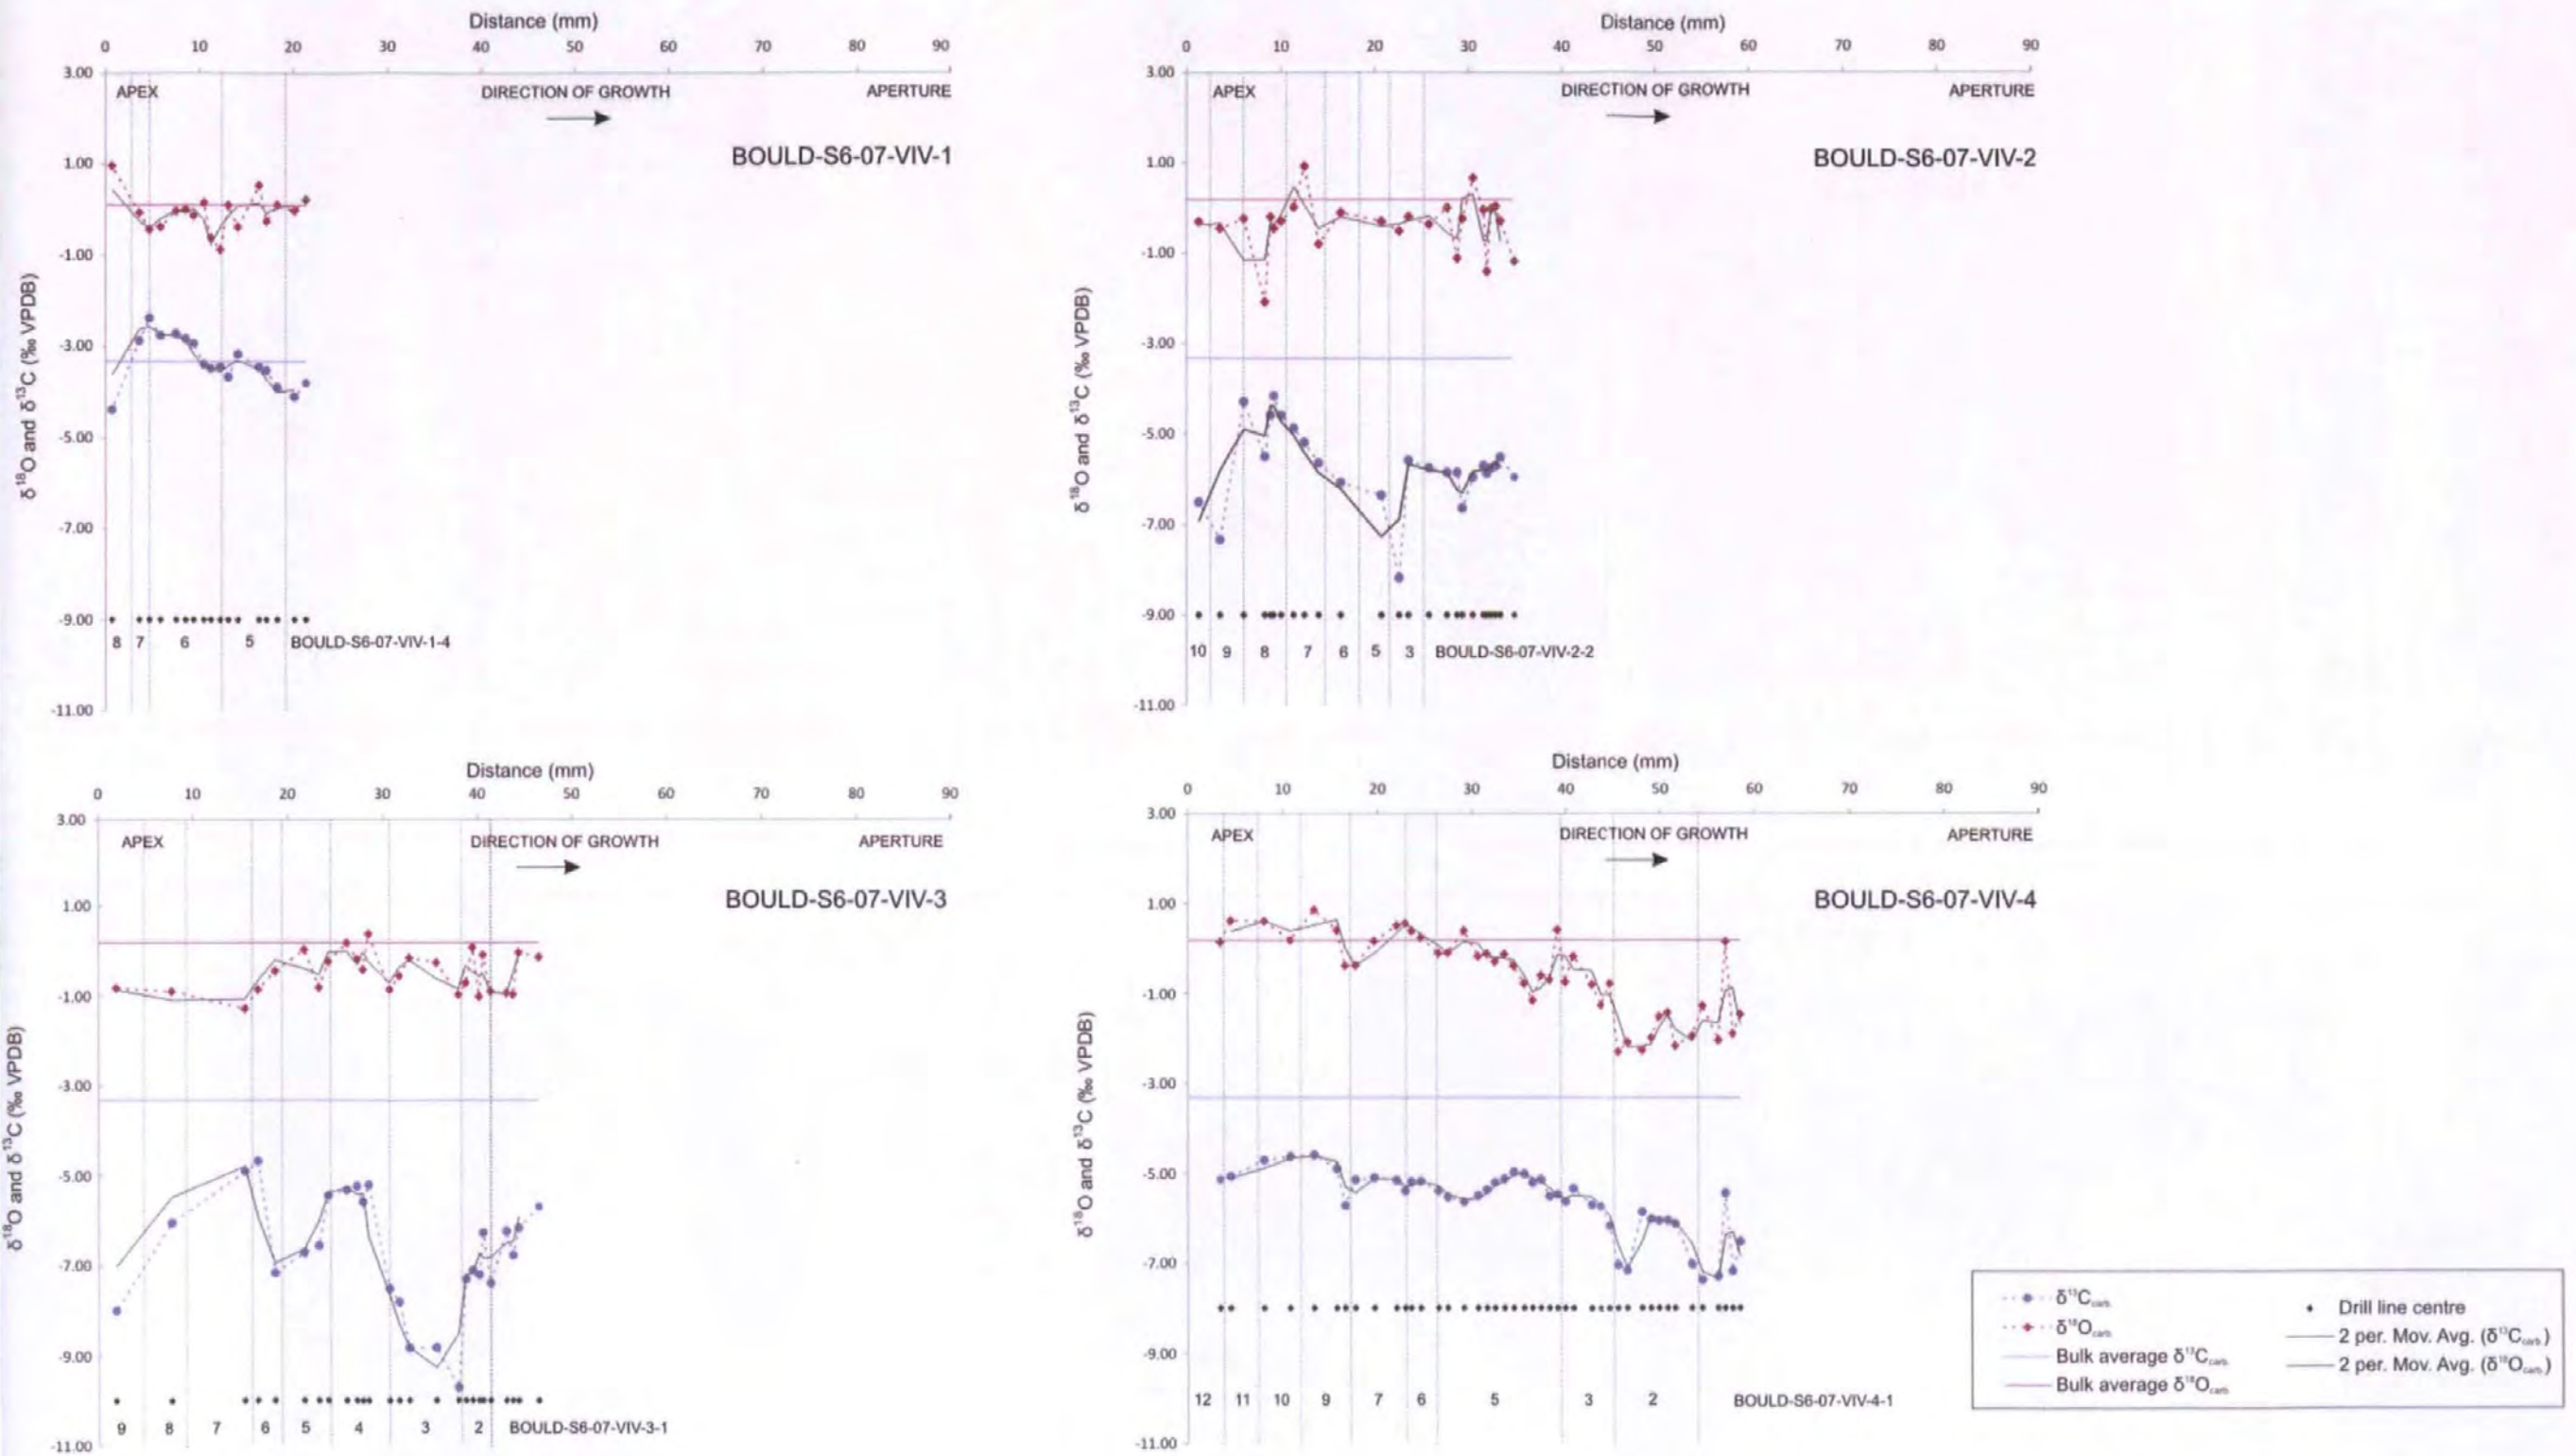 Distance (mm)
0 10 20 30 40 50 60 70 80 90
3.00
APEX DIRECTION OF GROWTH APERTURE
BOULD-S6-07-VIV-1
1.00
-1.00
-3.00
-5.00
-7.00
-9.00
-11.00
δ¹⁸O and δ¹³C (‰ VPDB)
8 7 6 5 BOULD-S6-07-VIV-1-4
Distance (mm)
0 10 20 30 40 50 60 70 80 90
3.00
APEX DIRECTION OF GROWTH APERTURE
BOULD-S6-07-VIV-2
1.00
-1.00
-3.00
-5.00
-7.00
-9.00
-11.00
δ¹⁸O and δ¹³C (‰ VPDB)
10 9 8 7 6 5 3 BOULD-S6-07-VIV-2-2
Distance (mm)
0 10 20 30 40 50 60 70 80 90
3.00
APEX DIRECTION OF GROWTH APERTURE
BOULD-S6-07-VIV-3
1.00
-1.00
-3.00
-5.00
-7.00
-9.00
-11.00
δ¹⁸O and δ¹³C (‰ VPDB)
9 8 7 6 5 4 3 2 BOULD-S6-07-VIV-3-1
Distance (mm)
0 10 20 30 40 50 60 70 80 90
3.00
APEX DIRECTION OF GROWTH APERTURE
BOULD-S6-07-VIV-4
1.00
-1.00
-3.00
-5.00
-7.00
-9.00
-11.00
δ¹⁸O and δ¹³C (‰ VPDB)
12 11 10 9 7 6 5 3 2 BOULD-S6-07-VIV-4-1
δ¹³Ccarb.
δ¹⁸Ocarb.
Bulk average δ¹³Ccarb.
Bulk average δ¹⁸Ocarb.
Drill line centre
2 per. Mov. Avg. (δ¹³Ccarb.)
2 per. Mov. Avg. (δ¹⁸Ocarb.)